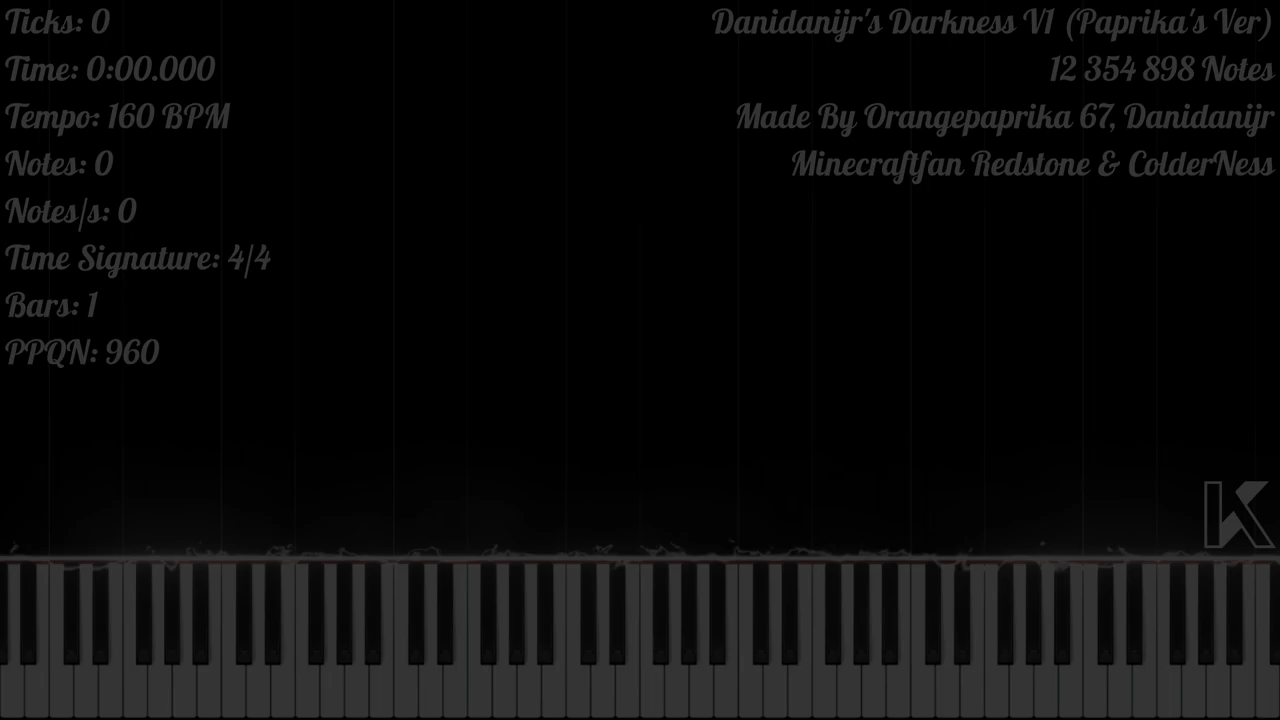 Ticks: 0
Time: 0:00.000
Tempo: 160 BPM
Notes: 0
Notes/s: 0
Time Signature: 4/4
Bars: 1
PPQN: 960
Danidanijr's Darkness V1 (Paprika's Ver)
12 354 898 Notes
Made By Orangepaprika 67, Danidanijr
Minecraftfan Redstone & ColderNess
K